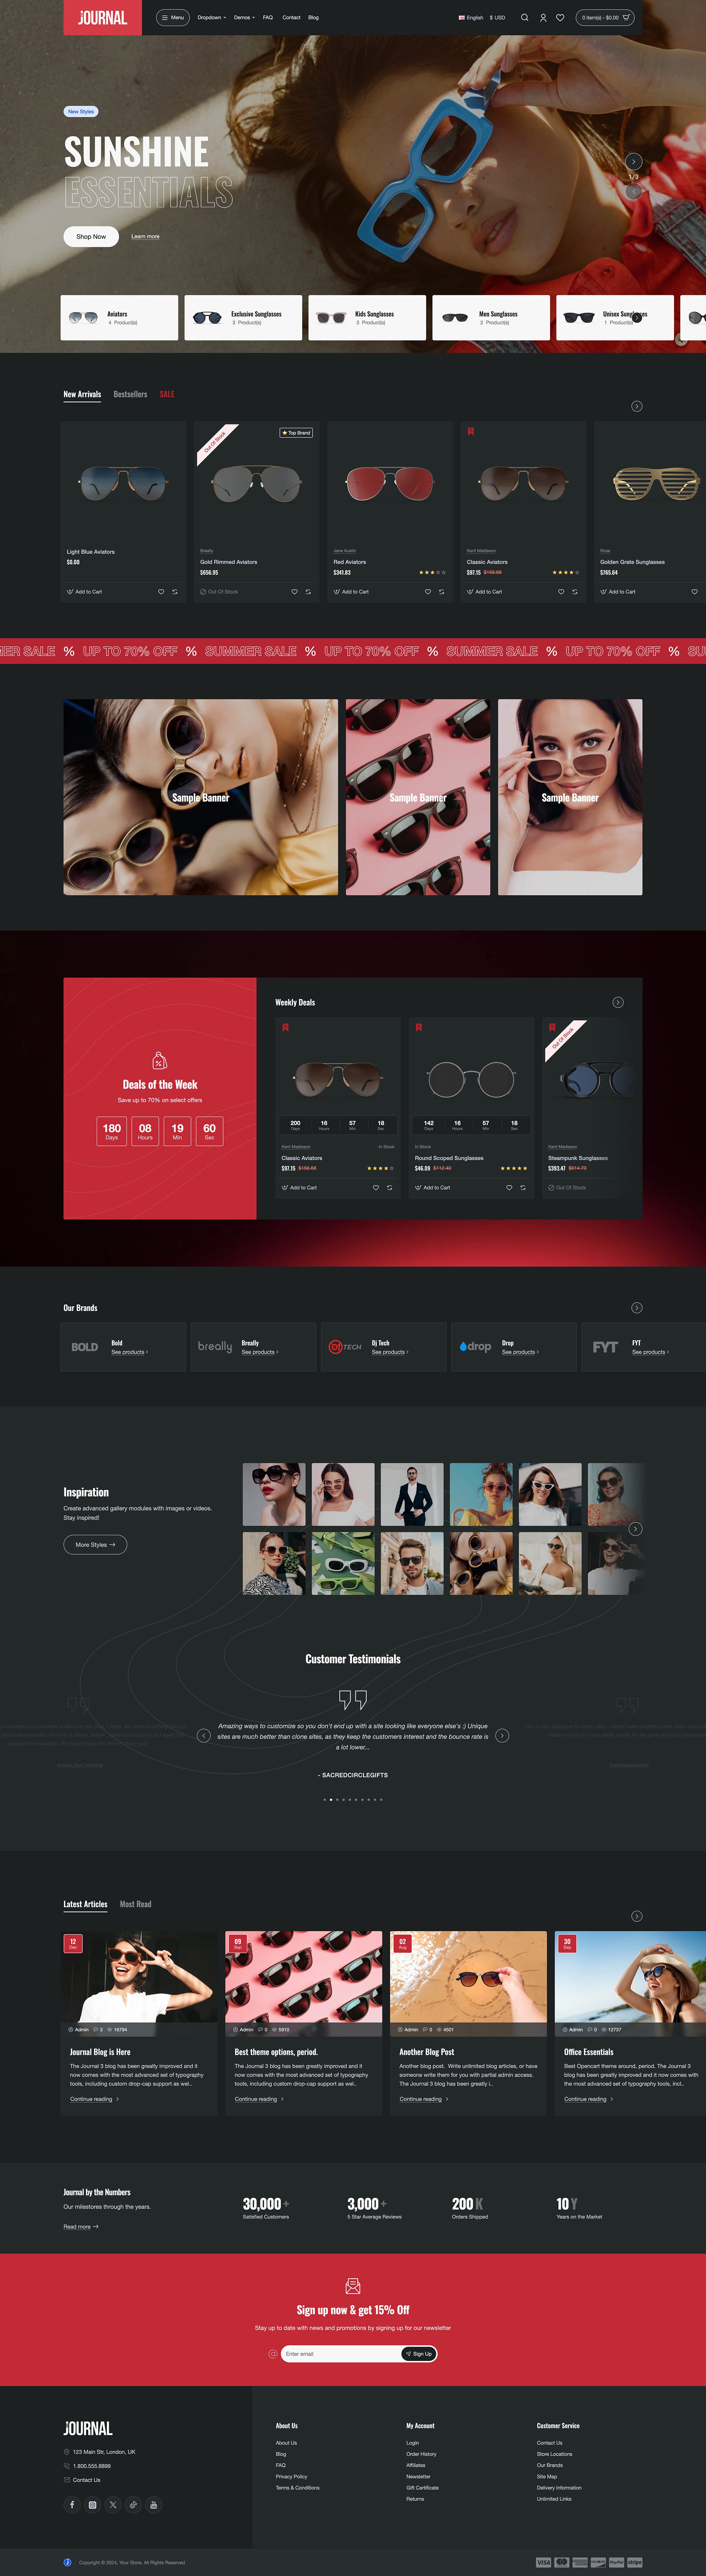 JOURNAL
Menu
Dropdown
Demos
FAQ
Contact
Blog
English
$ USD
0 item(s) - $0.00
New Styles
SUNSHINE
ESSENTIALS
1/3
Shop Now
Learn more
Aviators
4 Product(s)
Exclusive Sunglasses
3 Product(s)
Kids Sunglasses
3 Product(s)
Men Sunglasses
2 Product(s)
1 Product(s)
New Arrivals
Bestsellers
SALE
Light Blue Aviators
$0.00
Add to Cart
Out Of Stock
Top Brand
Breally
Gold Rimmed Aviators
$656.95
Out Of Stock
Jane Austin
Red Aviators
$341.83
Add to Cart
Kent Madisson
Classic Aviators
$97.15
Add to Cart
Rose
Golden Grate Sunglasses
$765.64
Add to Cart
MER SALE % UP TO 70% OFF % SUMMER SALE % UP TO 70% OFF % SUMMER SALE % UP TO 70% OFF % SU
Sample Banner
Sample Banner
Sample Banner
Deals of the Week
Save up to 70% on select offers
180 Days
08 Hours
19 Min
60 Sec
Weekly Deals
200 Days
16 Hours
57 Min
18 Sec
Kent Madisson
In Stock
Classic Aviators
$97.15
Add to Cart
142 Days
16 Hours
57 Min
18 Sec
In Stock
Round Scoped Sunglasses
$46.09 $112.40
Add to Cart
Out Of Stock
Kent Madisson
Steampunk Sunglasses
$393.47 $814.79
Out Of Stock
Our Brands
BOLD
Bold
See products
breally
Breally
See products
DJ TECH
Dj Tech
See products
drop
Drop
See products
FYT
FYT
See products
Inspiration
Create advanced gallery modules with images or videos.
Stay inspired!
More Styles
Customer Testimonials
Amazing ways to customize so you don't end up with a site looking like everyone else's :) Unique
sites are much better than clone sites, as they keep the customers interest and the bounce rate is
a lot lower...
- SACREDCIRCLEGIFTS
Latest Articles
Most Read
12
Dec
Admin 3 16794
Journal Blog is Here
The Journal 3 blog has been greatly improved and it
now comes with the most advanced set of typography
tools, including custom drop-cap support as wel..
Continue reading
09
Sep
Admin 0 5910
Best theme options, period.
The Journal 3 blog has been greatly improved and it
now comes with the most advanced set of typography
tools, including custom drop-cap support as wel..
Continue reading
02
Aug
Admin 0 4501
Another Blog Post
Another blog post. Write unlimited blog articles, or have
someone write them for you with partial admin access.
The Journal 3 blog has been greatly i..
Continue reading
30
Sep
Admin 0 12737
Office Essentials
Best Opencart theme around, period. The Journal 3
blog has been greatly improved and it now comes with
the most advanced set of typography tools, incl..
Continue reading
Journal by the Numbers
Our milestores through the years.
Read more
30,000 +
Satisfied Customers
3,000 +
5 Star Average Reviews
200 K
Orders Shipped
10 Y
Years on the Market
Sign up now & get 15% Off
Stay up to date with news and promotions by signing up for our newsletter
Enter email
Sign Up
JOURNAL
123 Main Str, London, UK
1.800.555.8899
Contact Us
About Us
About Us
Blog
FAQ
Privacy Policy
Terms & Conditions
My Account
Login
Order History
Affiliates
Newsletter
Gift Certificate
Returns
Customer Service
Contact Us
Store Locations
Our Brands
Site Map
Delivery Information
Unlimited Links
Copyright © 2024, Your Store, All Rights Reserved
VISA
PayPal
stripe